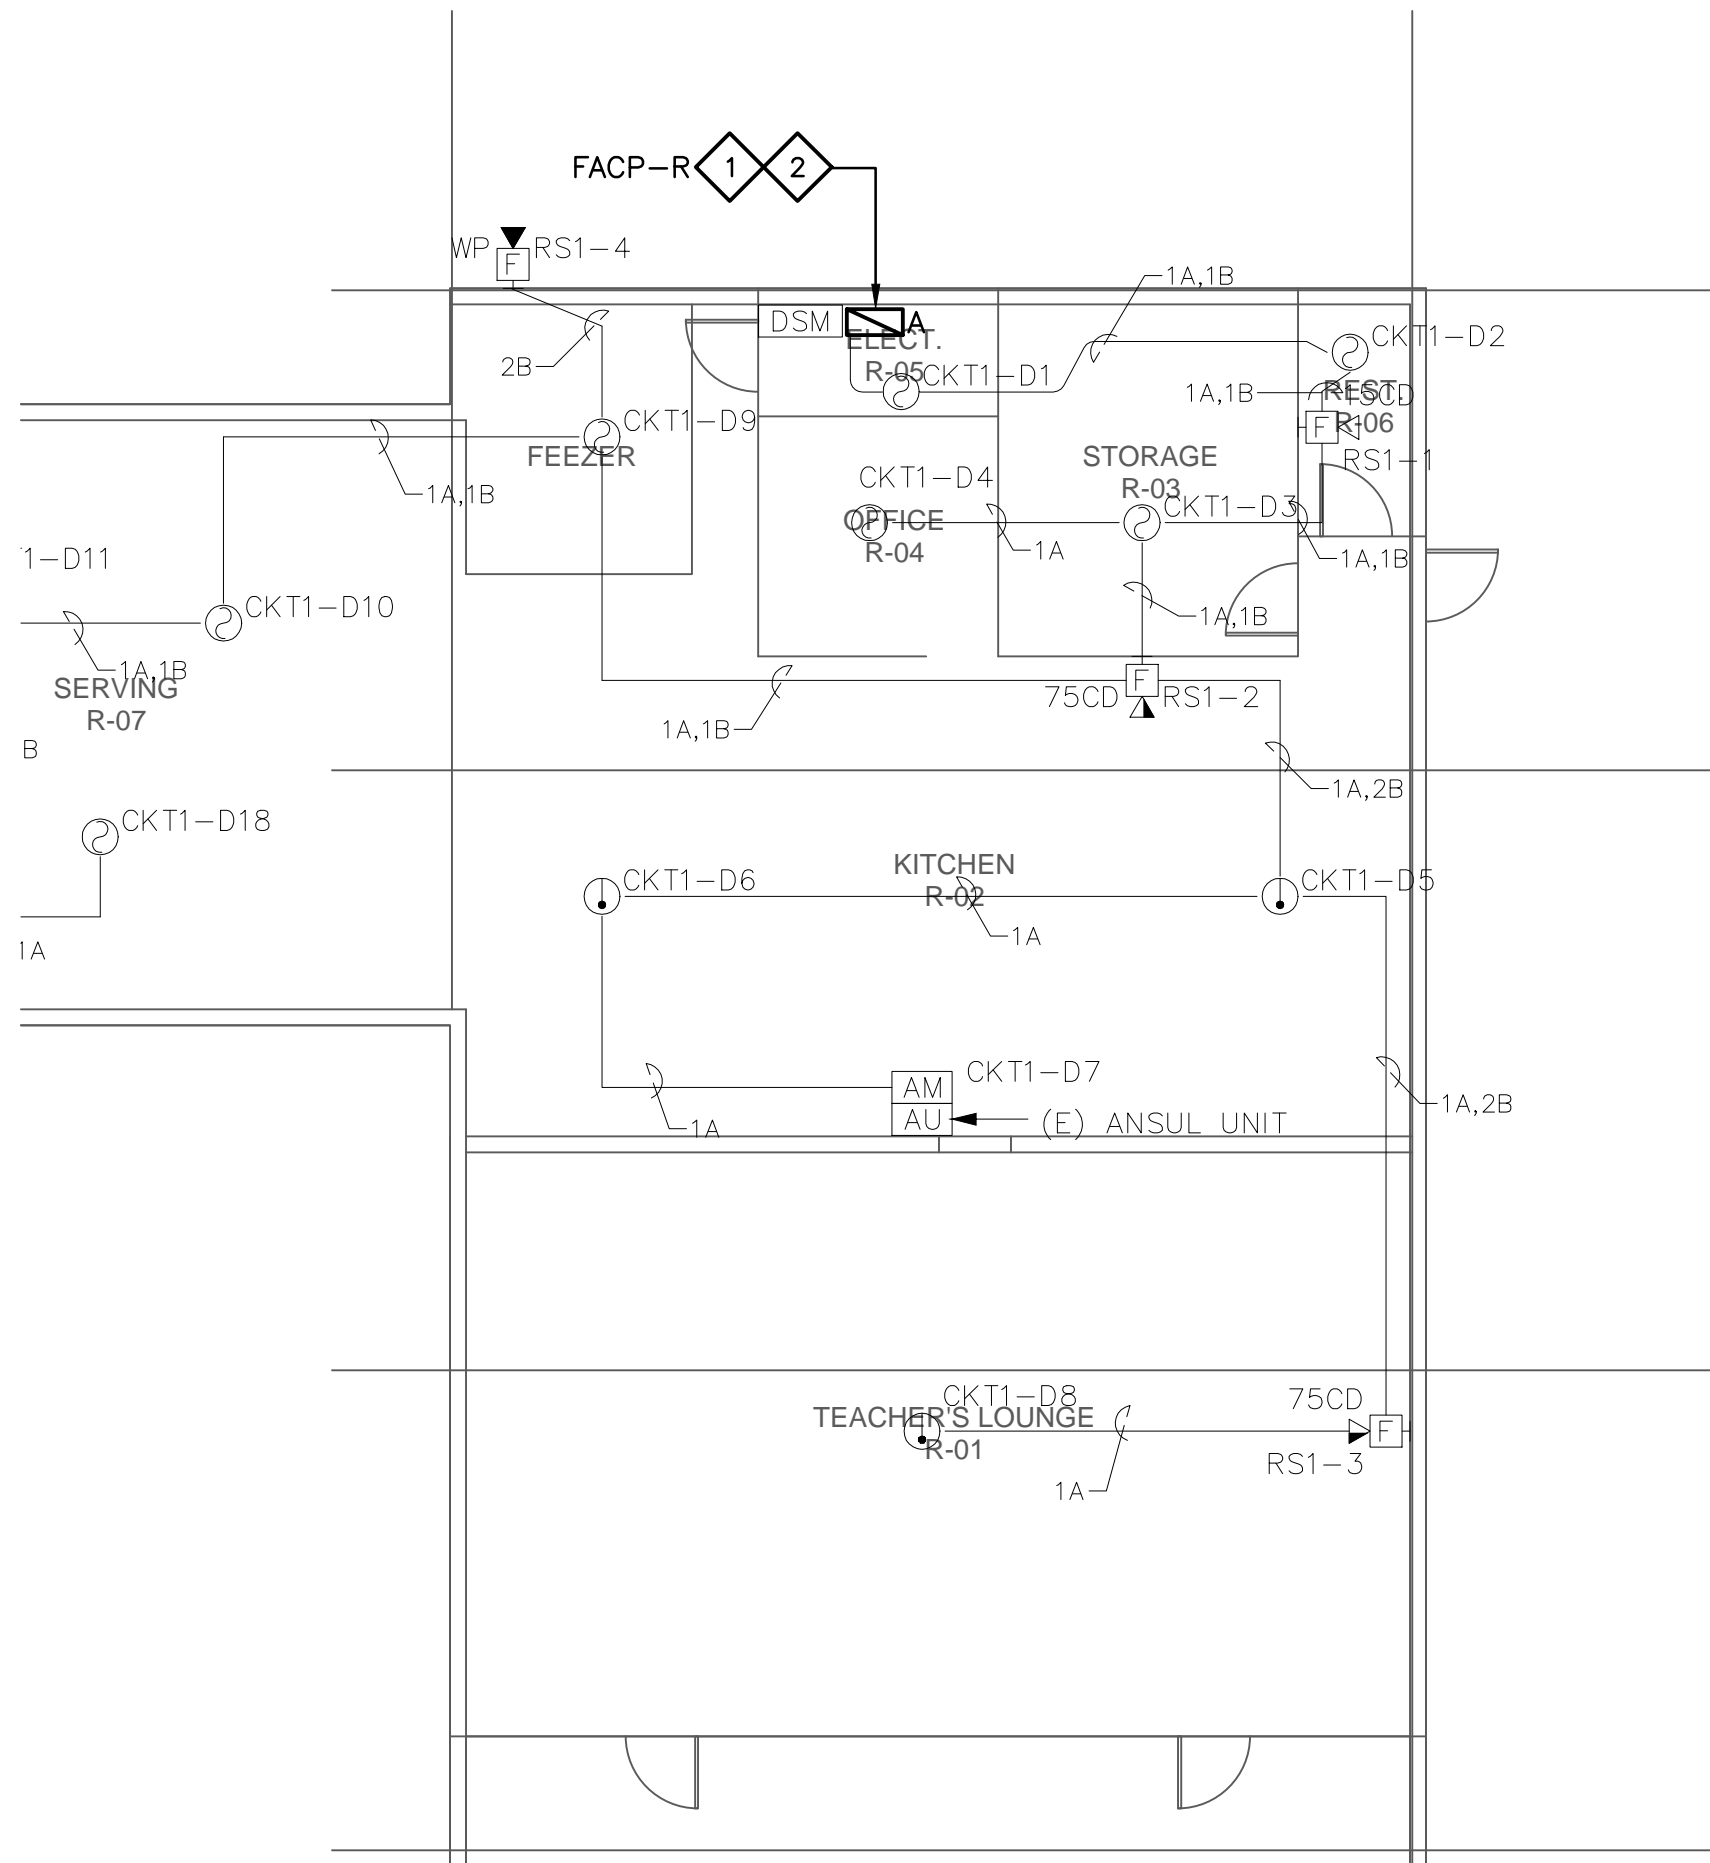 FACP-R 1 2
WP F RS1-4
1A,1B
DSM A
ELECT.
R-05
CKT1-D1
CKT1-D2
2B
1A,1B
REST.
R-06
15CD
F
RS1-1
CKT1-D9
FEEZER
1A,1B
CKT1-D4
OFFICE
R-04
1A
STORAGE
R-03
CKT1-D3
1A,1B
1A,1B
T1-D11
CKT1-D10
1A,1B
SERVING
R-07
B
1A,1B
75CD F RS1-2
1A,2B
CKT1-D18
1A
CKT1-D6
KITCHEN
R-02
CKT1-D5
1A
AM CKT1-D7
AU (E) ANSUL UNIT
1A
1A,2B
CKT1-D8
TEACHER'S LOUNGE
R-01
75CD
F
RS1-3
1A